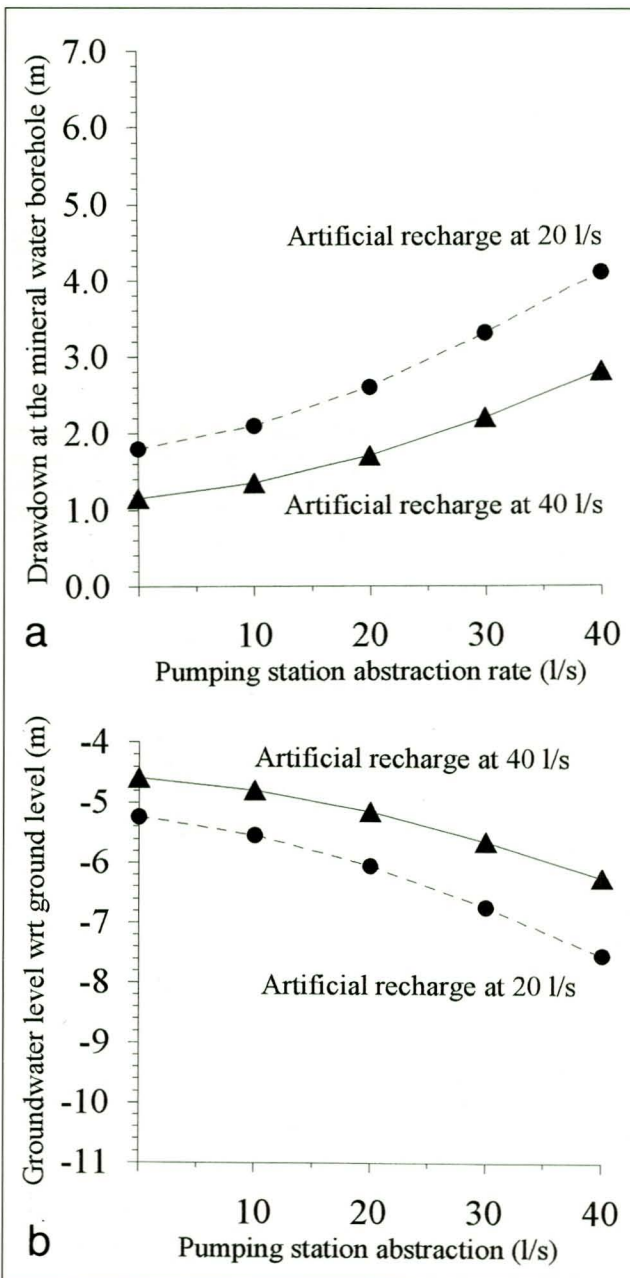 Drawdown at the mineral water borehole (m)
7.0
6.0
5.0
4.0
3.0
2.0
1.0
0.0
Artificial recharge at 20 l/s
Artificial recharge at 40 l/s
10 20 30 40
Pumping station abstraction rate (l/s)
a
Groundwater level wrt ground level (m)
-4
-5
-6
-7
-8
-9
-10
-11
Artificial recharge at 40 l/s
Artificial recharge at 20 l/s
10 20 30 40
Pumping station abstraction (l/s)
b